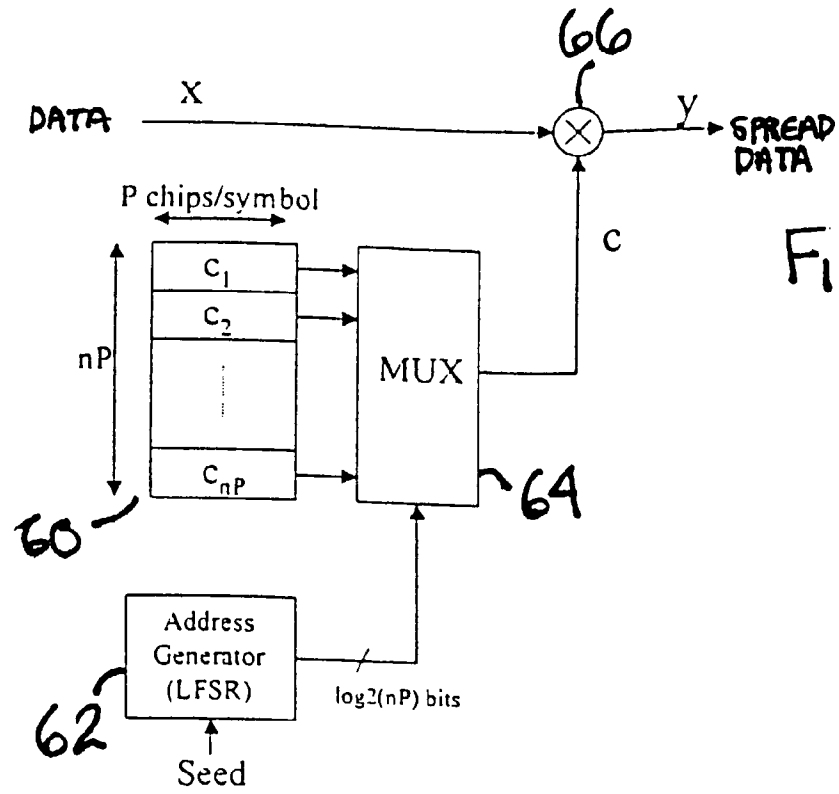 66
x
y
DATA
SPREAD
DATA
P chips/symbol
c
FI
c1
c2
nP
MUX
cnP
64
60
Address
Generator
(LFSR)
log2(nP) bits
62
Seed